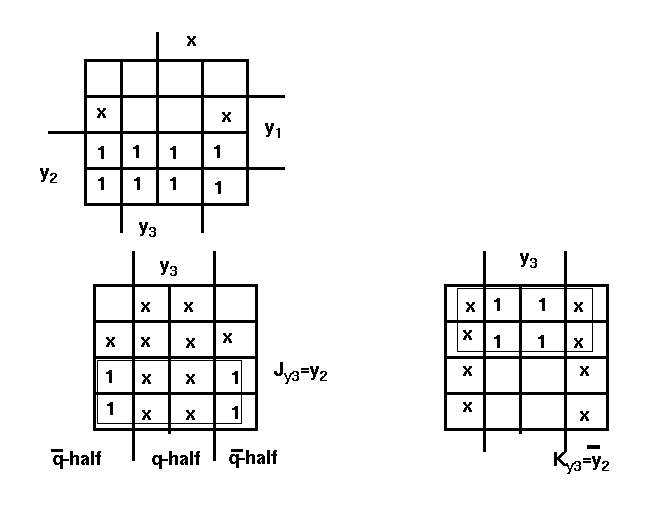 x
x x y₁
1 1 1 1
y₂ 1 1 1 1
y₃
y₃
x x
x x x x
1 x x 1 Jy3=y₂
1 x x 1
q̅-half q-half q̅-half
y₃
x 1 1 x
x 1 1 x
x x
x x
Ky3=y̅₂